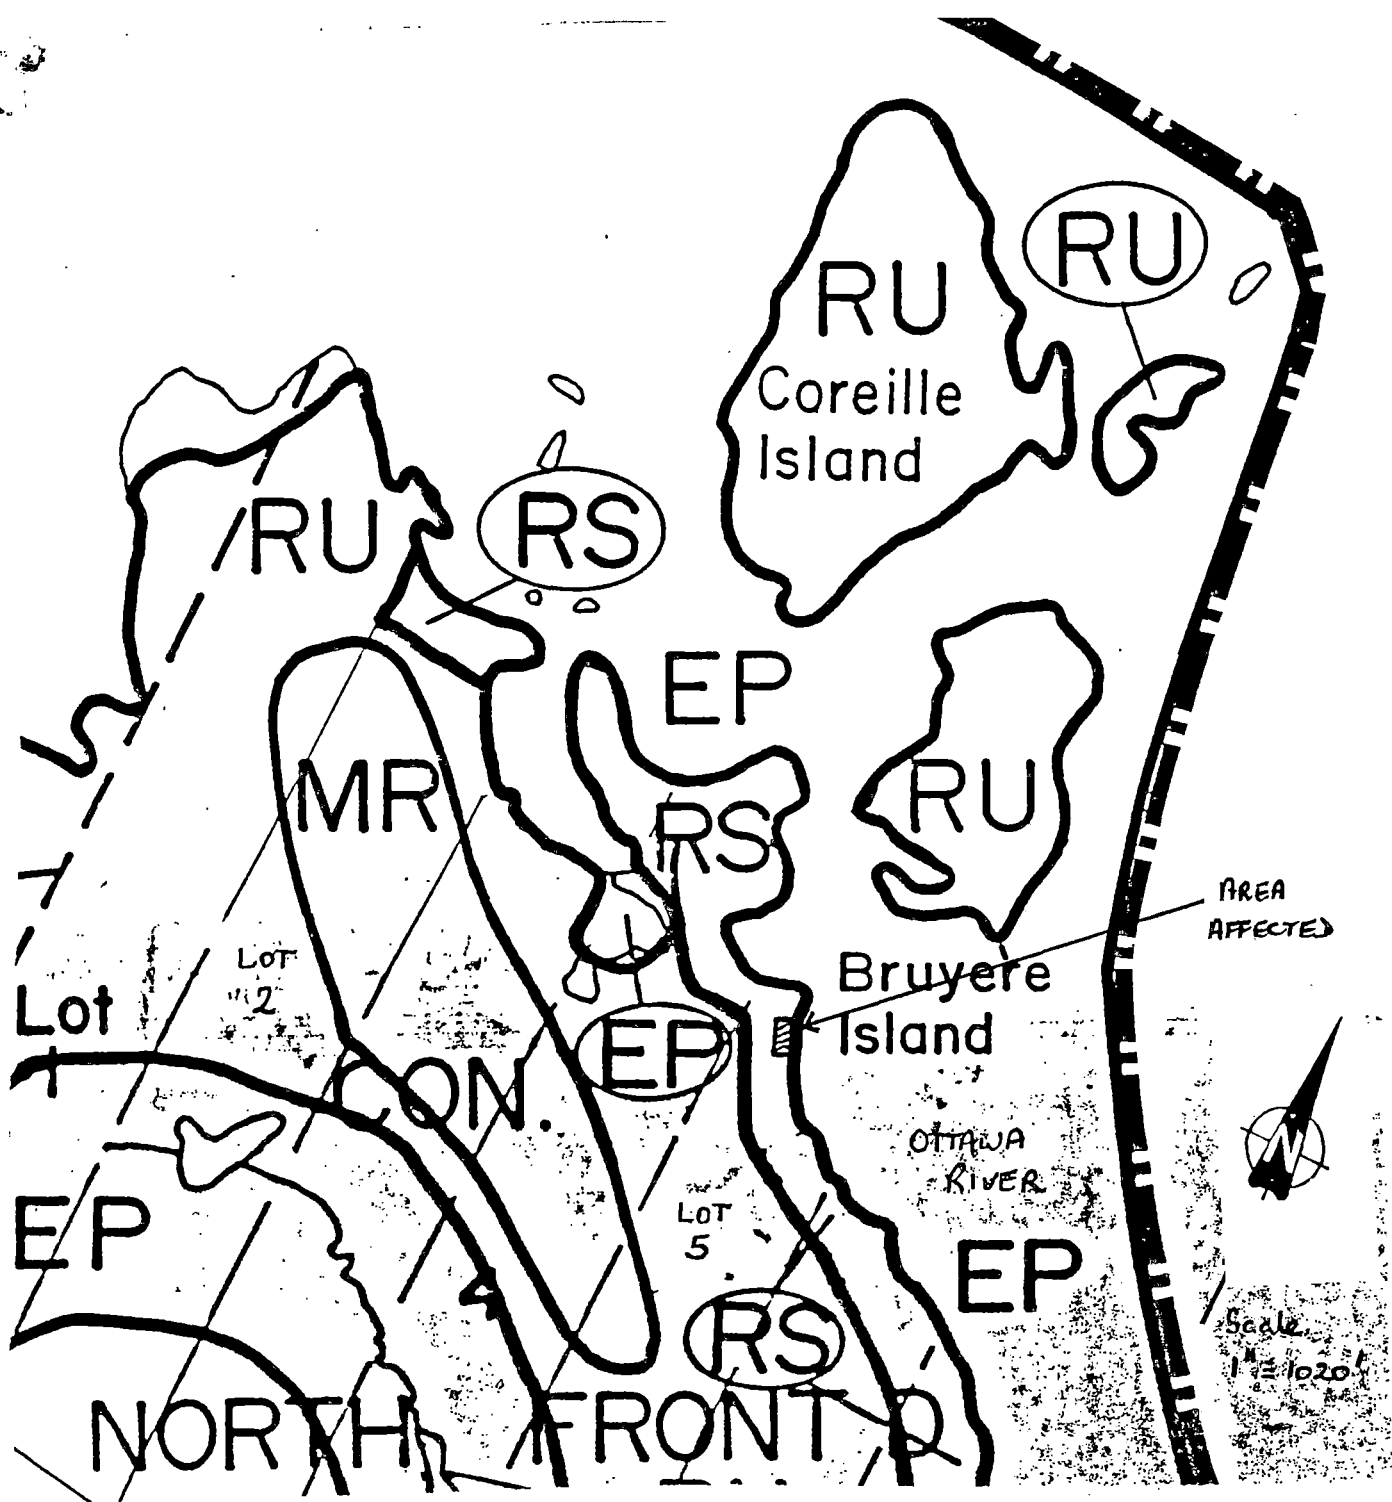 RU
RU
Coreille
Island
RU
RS
EP
MR
RS
RU
AREA
AFFECTED
LOT
2
Bruyere
Island
Lot
EP
CON.
N
OTTAWA
RIVER
EP
LOT
5
EP
RS
Scale
1" = 1020'
NORTH FRONT D